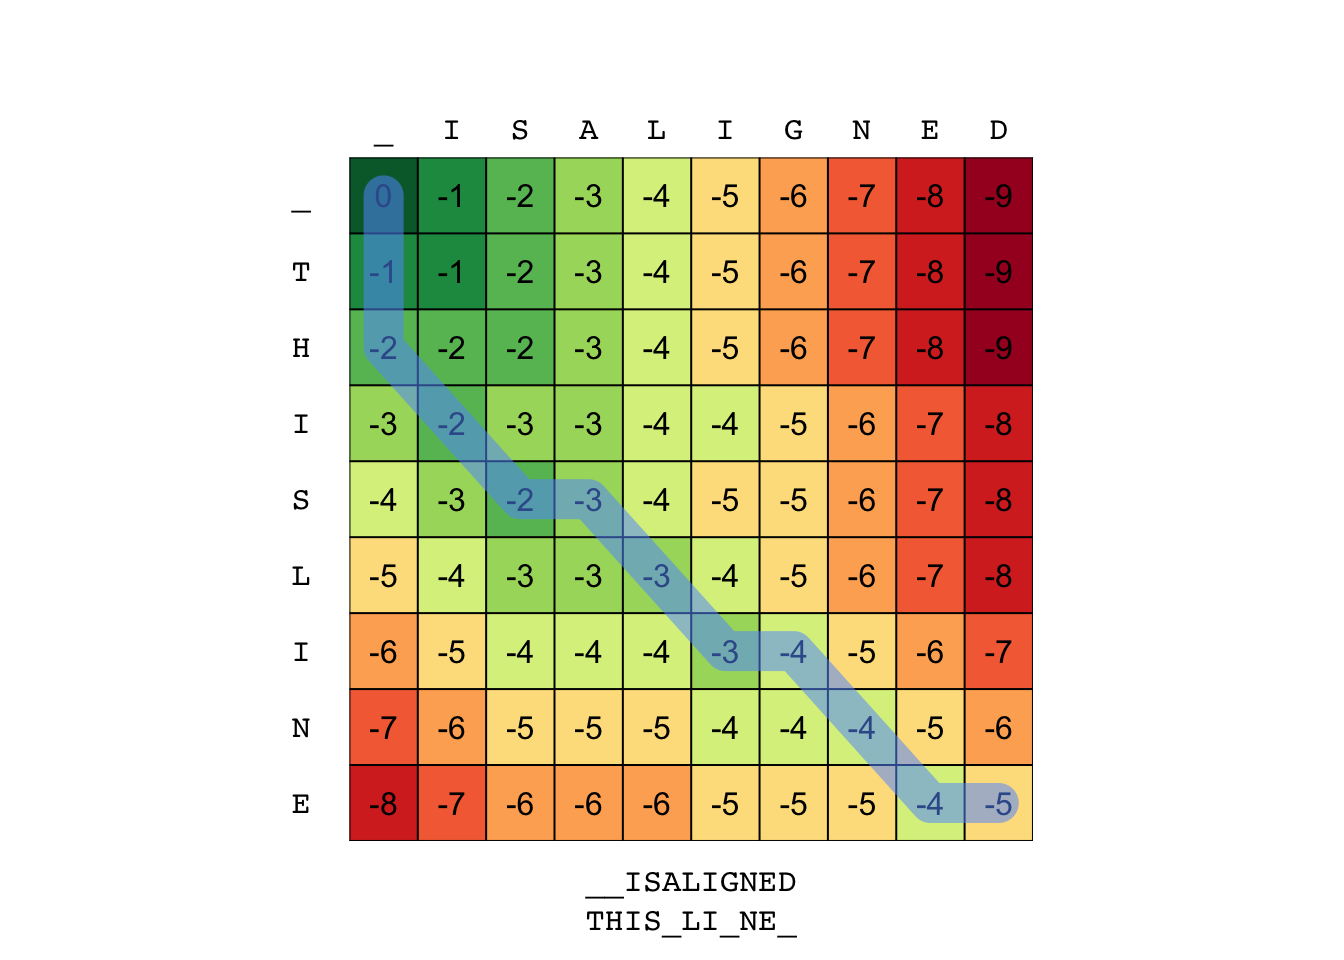 _ I S A L I G N E D
_ 0 -1 -2 -3 -4 -5 -6 -7 -8 -9
T -1 -1 -2 -3 -4 -5 -6 -7 -8 -9
H -2 -2 -2 -3 -4 -5 -6 -7 -8 -9
I -3 -2 -3 -3 -4 -4 -5 -6 -7 -8
S -4 -3 -2 -3 -4 -5 -5 -6 -7 -8
L -5 -4 -3 -3 -3 -4 -5 -6 -7 -8
I -6 -5 -4 -4 -4 -3 -4 -5 -6 -7
N -7 -6 -5 -5 -5 -4 -4 -4 -5 -6
E -8 -7 -6 -6 -6 -5 -5 -5 -4 -5
__ISALIGNED
THIS_LI_NE_